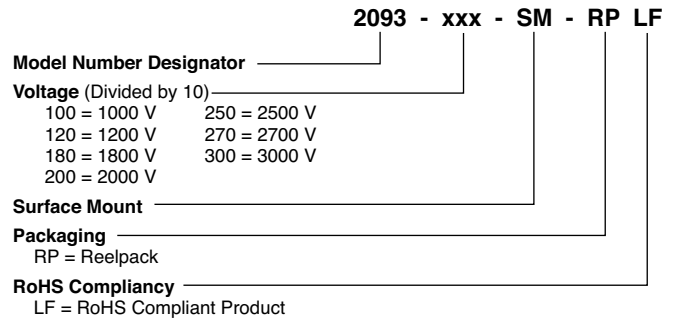 2093 - xxx - SM - RP LF
Model Number Designator
Voltage (Divided by 10)
100 = 1000 V 250 = 2500 V
120 = 1200 V 270 = 2700 V
180 = 1800 V 300 = 3000 V
200 = 2000 V
Surface Mount
Packaging
RP = Reelpack
RoHS Compliancy
LF = RoHS Compliant Product